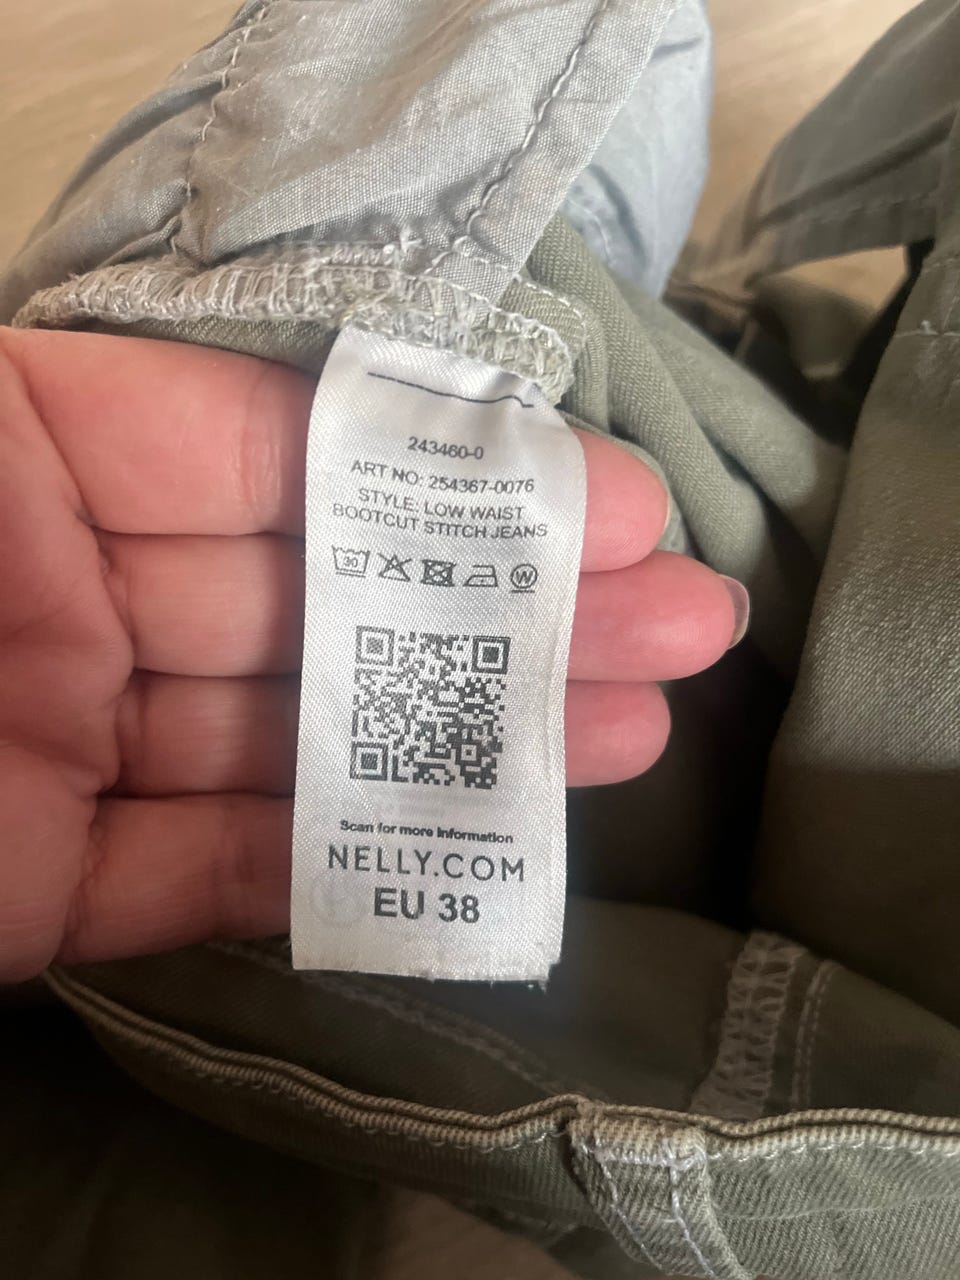 243460-0
ART NO: 254367-0076
STYLE: LOW WAIST
BOOTCUT STITCH JEANS
30 W
Scan for more information
NELLY.COM
EU 38